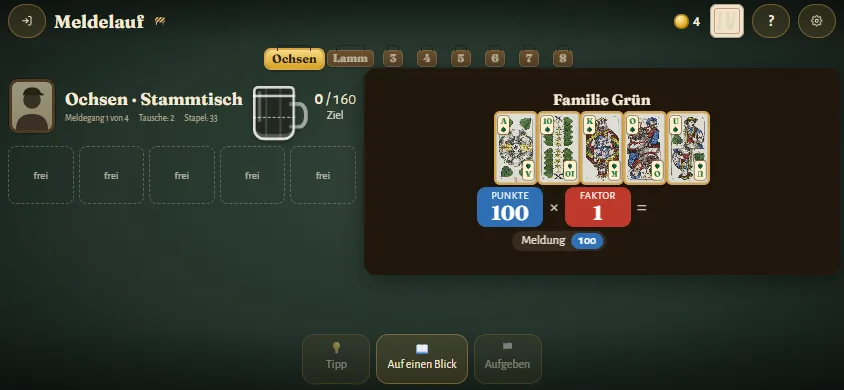 Meldelauf
4
?
Ochsen
Lamm
3
4
5
6
7
8
Ochsen · Stammtisch
Meldegang 1 von 4 Tausche: 2 Stapel: 33
0 / 160
Ziel
frei
frei
frei
frei
frei
Familie Grün
A
10
K
O
U
A
10
K
O
U
PUNKTE
100
×
FAKTOR
1
=
Meldung 100
Tipp
Auf einen Blick
Aufgeben